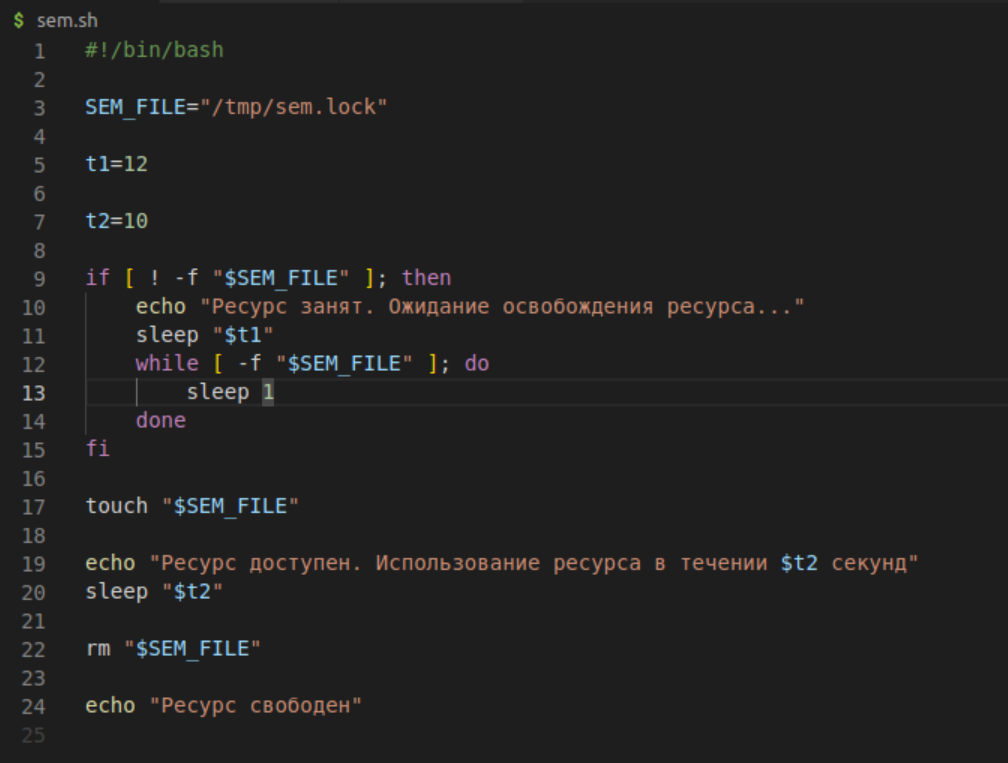 $ sem.sh
1 #!/bin/bash
2
3 SEM_FILE="/tmp/sem.lock"
4
5 t1=12
6
7 t2=10
8
9 if [ ! -f "$SEM_FILE" ]; then
10 echo "Ресурс занят. Ожидание освобождения ресурса..."
11 sleep "$t1"
12 while [ -f "$SEM_FILE" ]; do
13 sleep 1
14 done
15 fi
16
17 touch "$SEM_FILE"
18
19 echo "Ресурс доступен. Использование ресурса в течении $t2 секунд"
20 sleep "$t2"
21
22 rm "$SEM_FILE"
23
24 echo "Ресурс свободен"
25